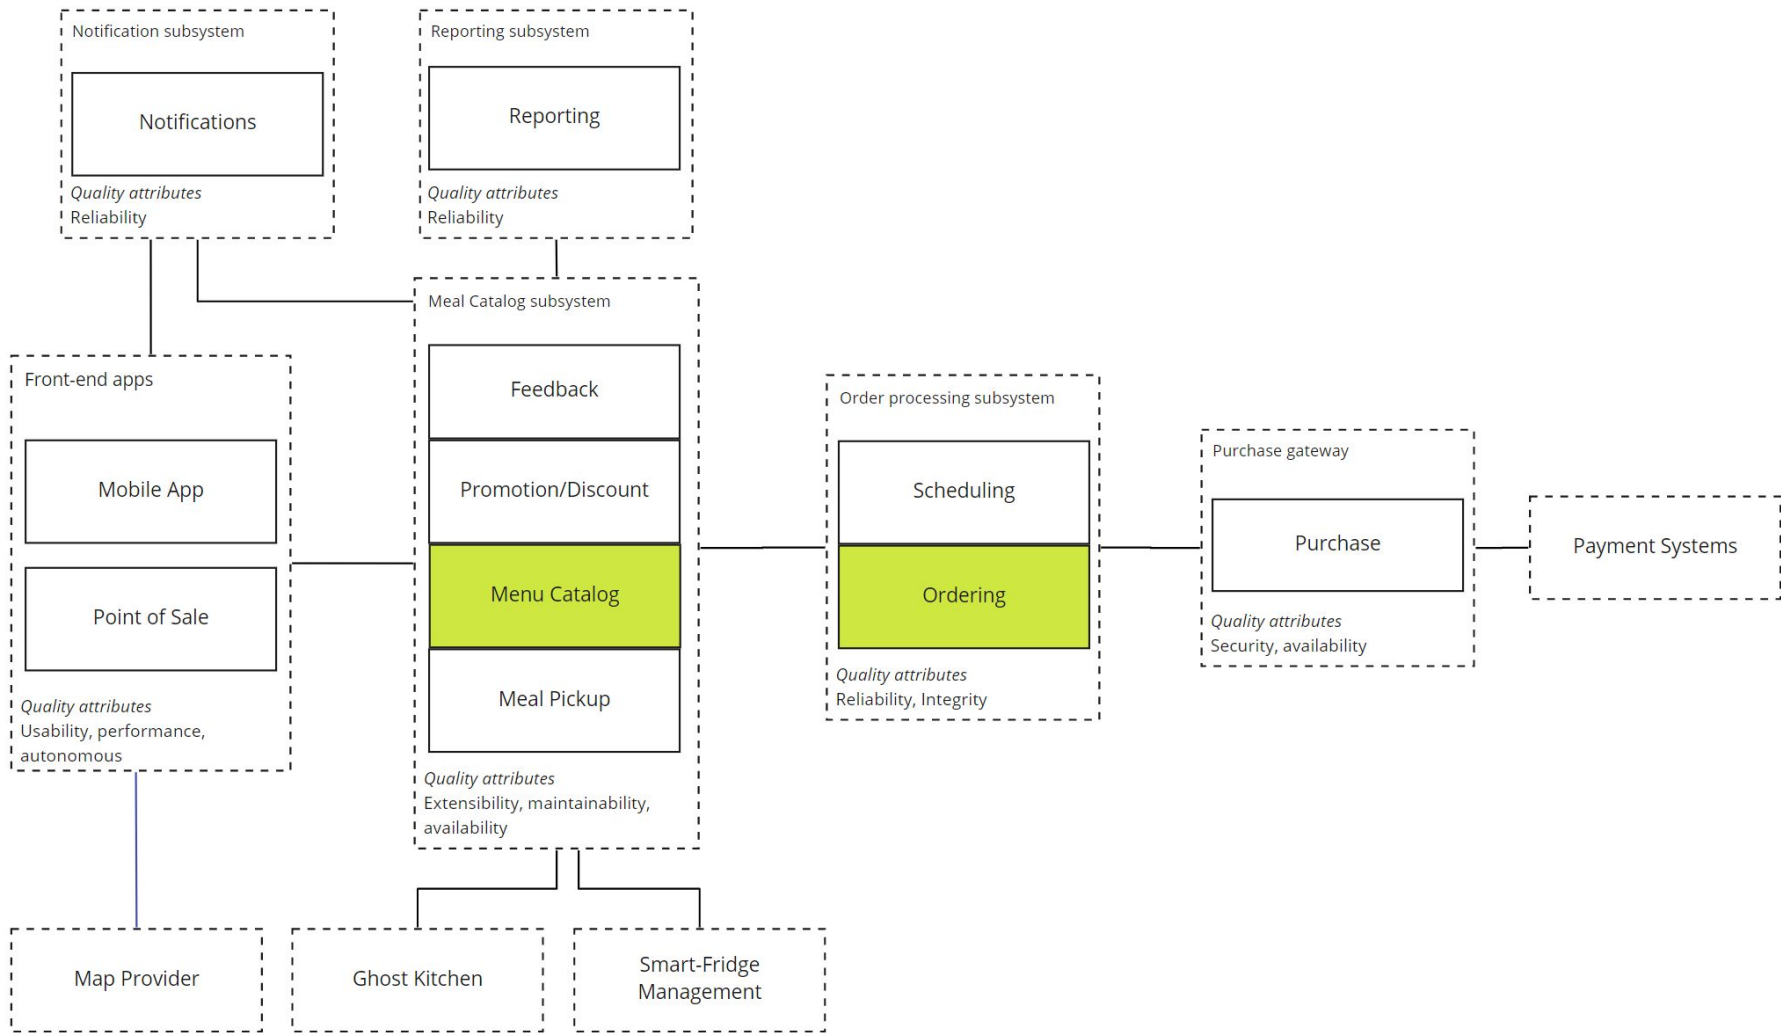 Notification subsystem
Notifications
Quality attributes
Reliability
Reporting subsystem
Reporting
Quality attributes
Reliability
Front-end apps
Mobile App
Point of Sale
Quality attributes
Usability, performance,
autonomous
Meal Catalog subsystem
Feedback
Promotion/Discount
Menu Catalog
Meal Pickup
Quality attributes
Extensibility, maintainability,
availability
Order processing subsystem
Scheduling
Ordering
Quality attributes
Reliability, Integrity
Purchase gateway
Purchase
Quality attributes
Security, availability
Payment Systems
Map Provider
Ghost Kitchen
Smart-Fridge
Management